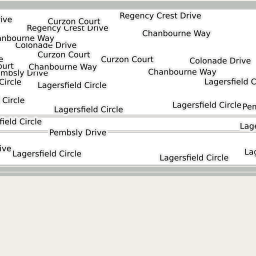 Regency Crest Drive
ive
Curzon Court
Regency Crest Drive
Chanbourne Way
anbourne Way
Colonade Drive
Curzon Court
Curzon Court
Colonade Drive
e
ourt
Chanbourne Way
Chanbourne Way
mbsly Drive
Circle
Lagersfield Circle
Lagersfield C
Circle
Lagersfield Circle
Lagersfield Circle
Pem
field Circle
Lage
Pembsly Drive
ive
Lagersfield Circle
Lag
Lagersfield Circle